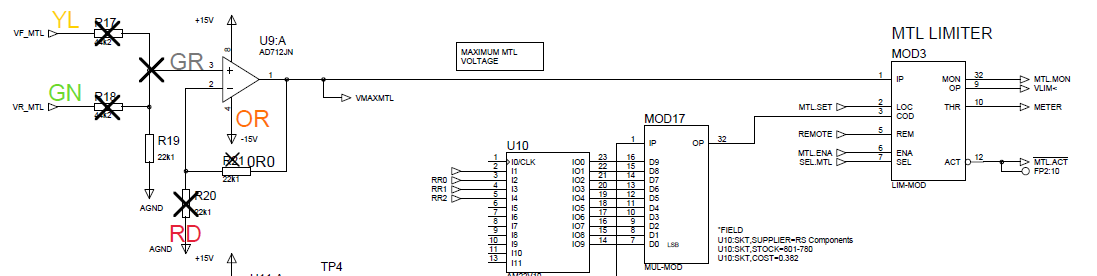 YL
R17
VF_MTL
44k2
+15V
U9:A
AD712JN
8
GR
3
2
1
4
OR
-15V
GN
R18
VR_MTL
44k2
R19
22k1
AGND
10R0
22k1
R20
22k1
RD
AGND
+15V
U11:A
TP4
MAXIMUM MTL
VOLTAGE
VMAXMTL
MTL LIMITER
MOD3
1 IP MON 32 MTL.MON
OP 9 VLIM<
MTL.SET 2 LOC THR 10 METER
3 COD
REMOTE 5 REM
MTL.ENA 6 ENA
SEL.MTL 7 SEL ACT 12 MTL.ACT
FP2:10
LIM-MOD
MOD17
1 IP OP 32
U10
1 I0/CLK IO0 23 16 D9
2 I1 IO1 22 15 D8
RR0 3 I2 IO2 21 14 D7
RR1 4 I3 IO3 20 13 D6
RR2 5 I4 IO4 19 12 D5
6 I5 IO5 18 11 D4
7 I6 IO6 17 10 D3
8 I7 IO7 16 9 D2
9 I8 IO8 15 8 D1
10 I9 IO9 14 7 D0 LSB
11 I10
13 I11
MUL-MOD
*FIELD
U10:SKT,SUPPLIER=RS Components
U10:SKT,STOCK=801-780
U10:SKT,COST=0.382